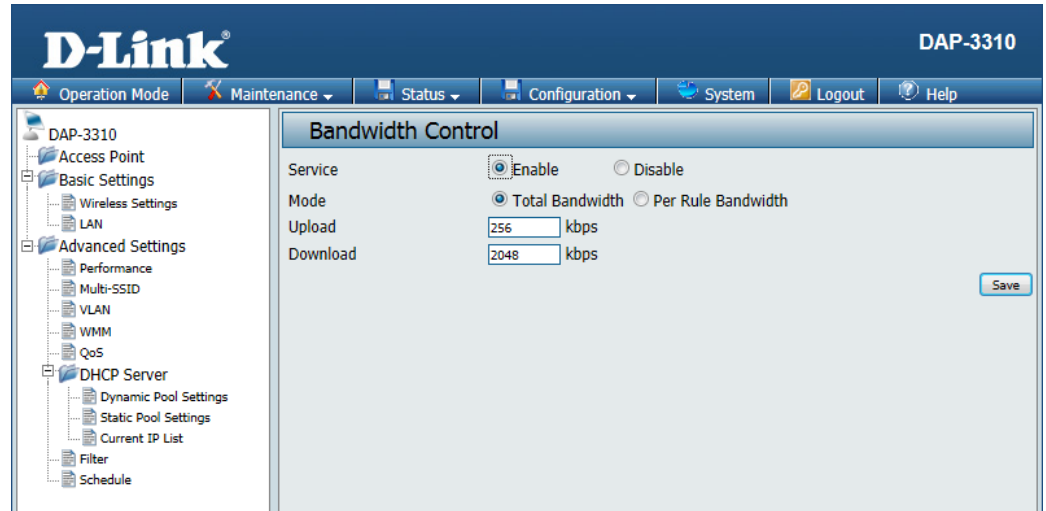 D-Link®
DAP-3310
Operation Mode Maintenance Status Configuration System Logout Help
DAP-3310
Access Point
Basic Settings
Wireless Settings
LAN
Advanced Settings
Performance
Multi-SSID
VLAN
WMM
QoS
DHCP Server
Dynamic Pool Settings
Static Pool Settings
Current IP List
Filter
Schedule
Bandwidth Control
Service Enable Disable
Mode Total Bandwidth Per Rule Bandwidth
Upload 256 kbps
Download 2048 kbps
Save